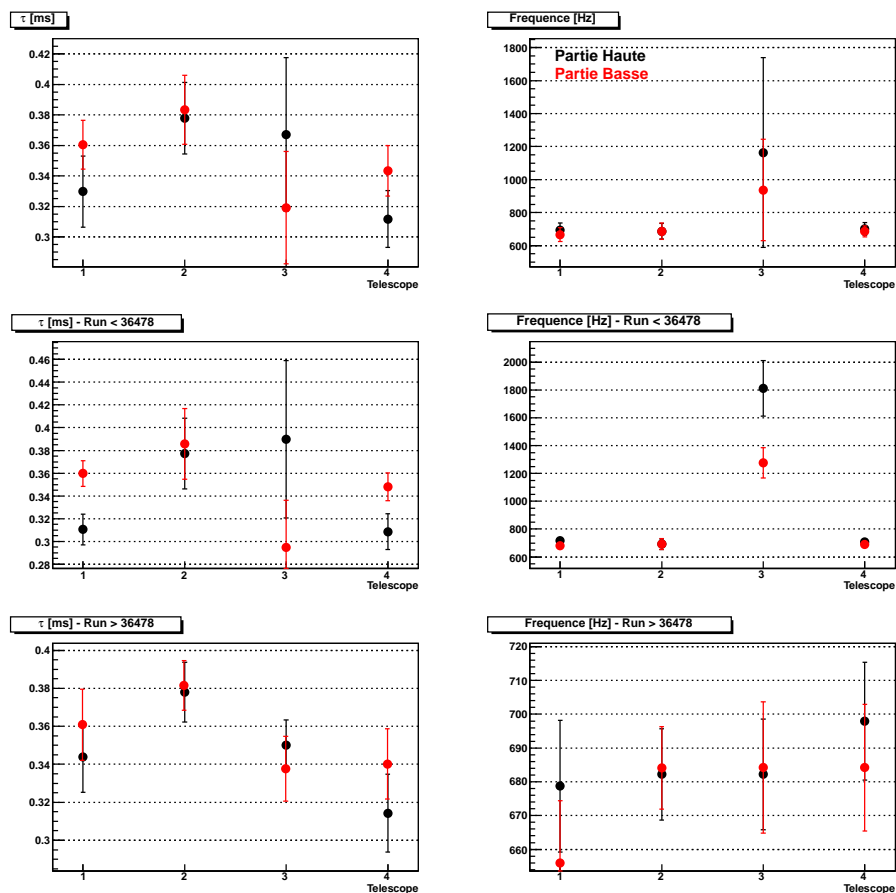 τ [ms]
0.42
0.4
0.38
0.36
0.34
0.32
0.3
1 2 3 4
Telescope
Frequence [Hz]
Partie Haute
Partie Basse
1800
1600
1400
1200
1000
800
600
1 2 3 4
Telescope
τ [ms] - Run < 36478
0.46
0.44
0.42
0.4
0.38
0.36
0.34
0.32
0.3
0.28
1 2 3 4
Telescope
Frequence [Hz] - Run < 36478
2000
1800
1600
1400
1200
1000
800
600
1 2 3 4
Telescope
τ [ms] - Run > 36478
0.4
0.38
0.36
0.34
0.32
0.3
1 2 3 4
Telescope
Frequence [Hz] - Run > 36478
720
710
700
690
680
670
660
1 2 3 4
Telescope